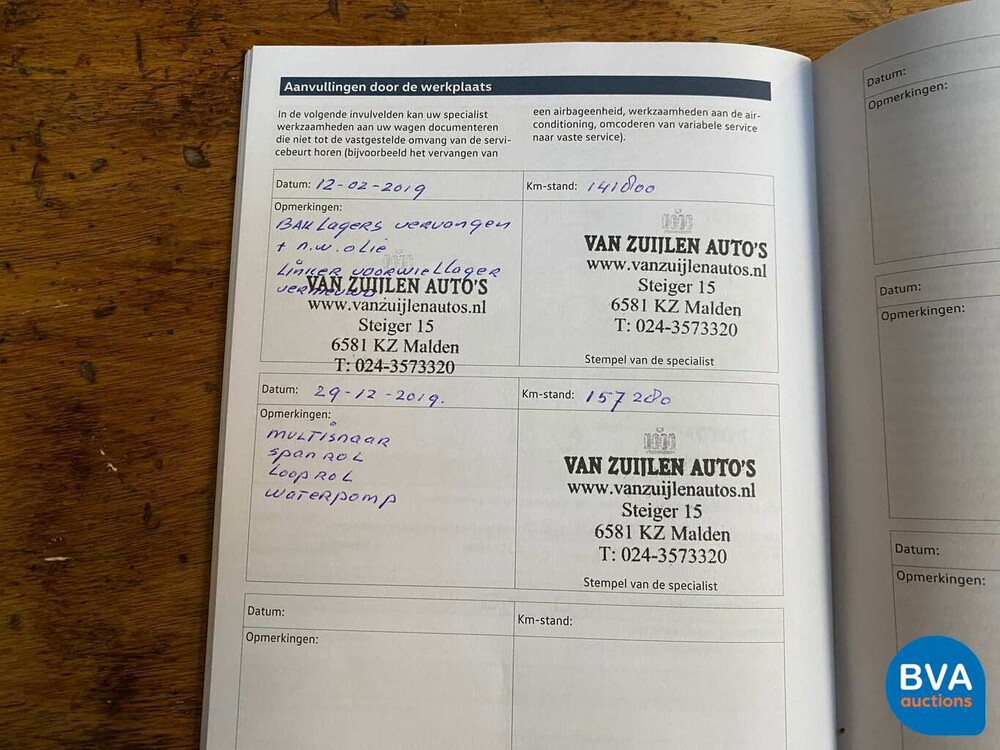 Aanvullingen door de werkplaats
In de volgende invulvelden kan uw specialist
werkzaamheden aan uw wagen documenteren
die niet tot de vastgestelde omvang van de servi-
cebeurt horen (bijvoorbeeld het vervangen van
een airbageenheid, werkzaamheden aan de air-
conditioning, omcoderen van variabele service
naar vaste service).
Datum: 12-02-2019
Km-stand: 141800
Opmerkingen:
BAK Lagers vervangen
+ n.w. olie
Linker voorwiellager
vernieuwd
VAN ZUIJLEN AUTO'S
www.vanzuijlenautos.nl
Steiger 15
6581 KZ Malden
T: 024-3573320
VAN ZUIJLEN AUTO'S
www.vanzuijlenautos.nl
Steiger 15
6581 KZ Malden
T: 024-3573320
Stempel van de specialist
Datum: 29-12-2019.
Km-stand: 157280
Opmerkingen:
multisnaar
spanrol
Looprol
waterpomp
VAN ZUIJLEN AUTO'S
www.vanzuijlenautos.nl
Steiger 15
6581 KZ Malden
T: 024-3573320
Stempel van de specialist
Datum:
Km-stand:
Opmerkingen:
Datum:
Opmerkingen:
Datum:
Opmerkingen:
Datum:
Opmerkingen:
BVA
auctions